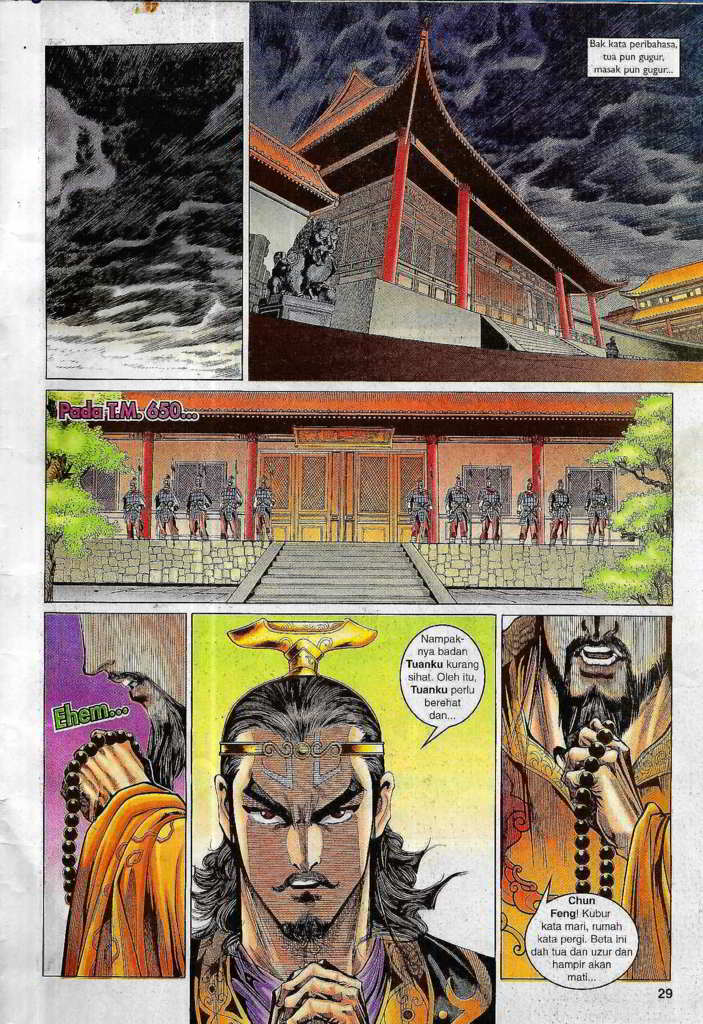 Bak kata peribahasa,
tua pun gugur,
masak pun gugur...
Pada T.M. 650...
Ehem...
Nampak-
nya badan
Tuanku kurang
sihat. Oleh itu,
Tuanku perlu
berehat
dan...
Chun
Feng! Kubur
kata mari, rumah
kata pergi. Beta ini
dah tua dan uzur dan
hampir akan
mati...
29